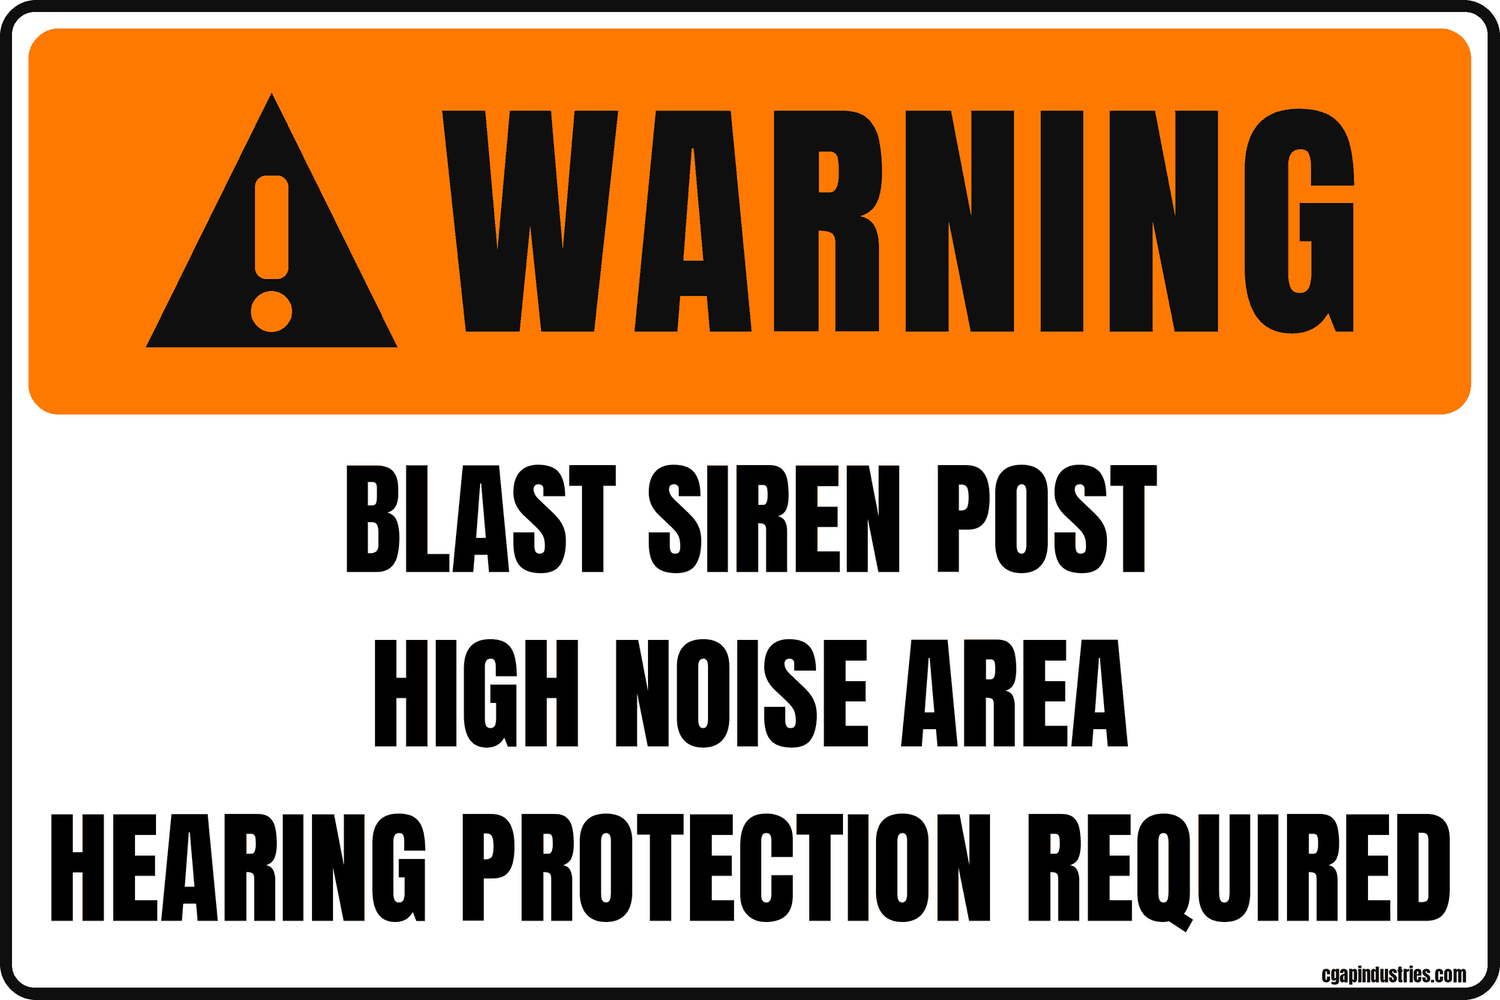 WARNING
BLAST SIREN POST
HIGH NOISE AREA
HEARING PROTECTION REQUIRED
cgapindustries.com